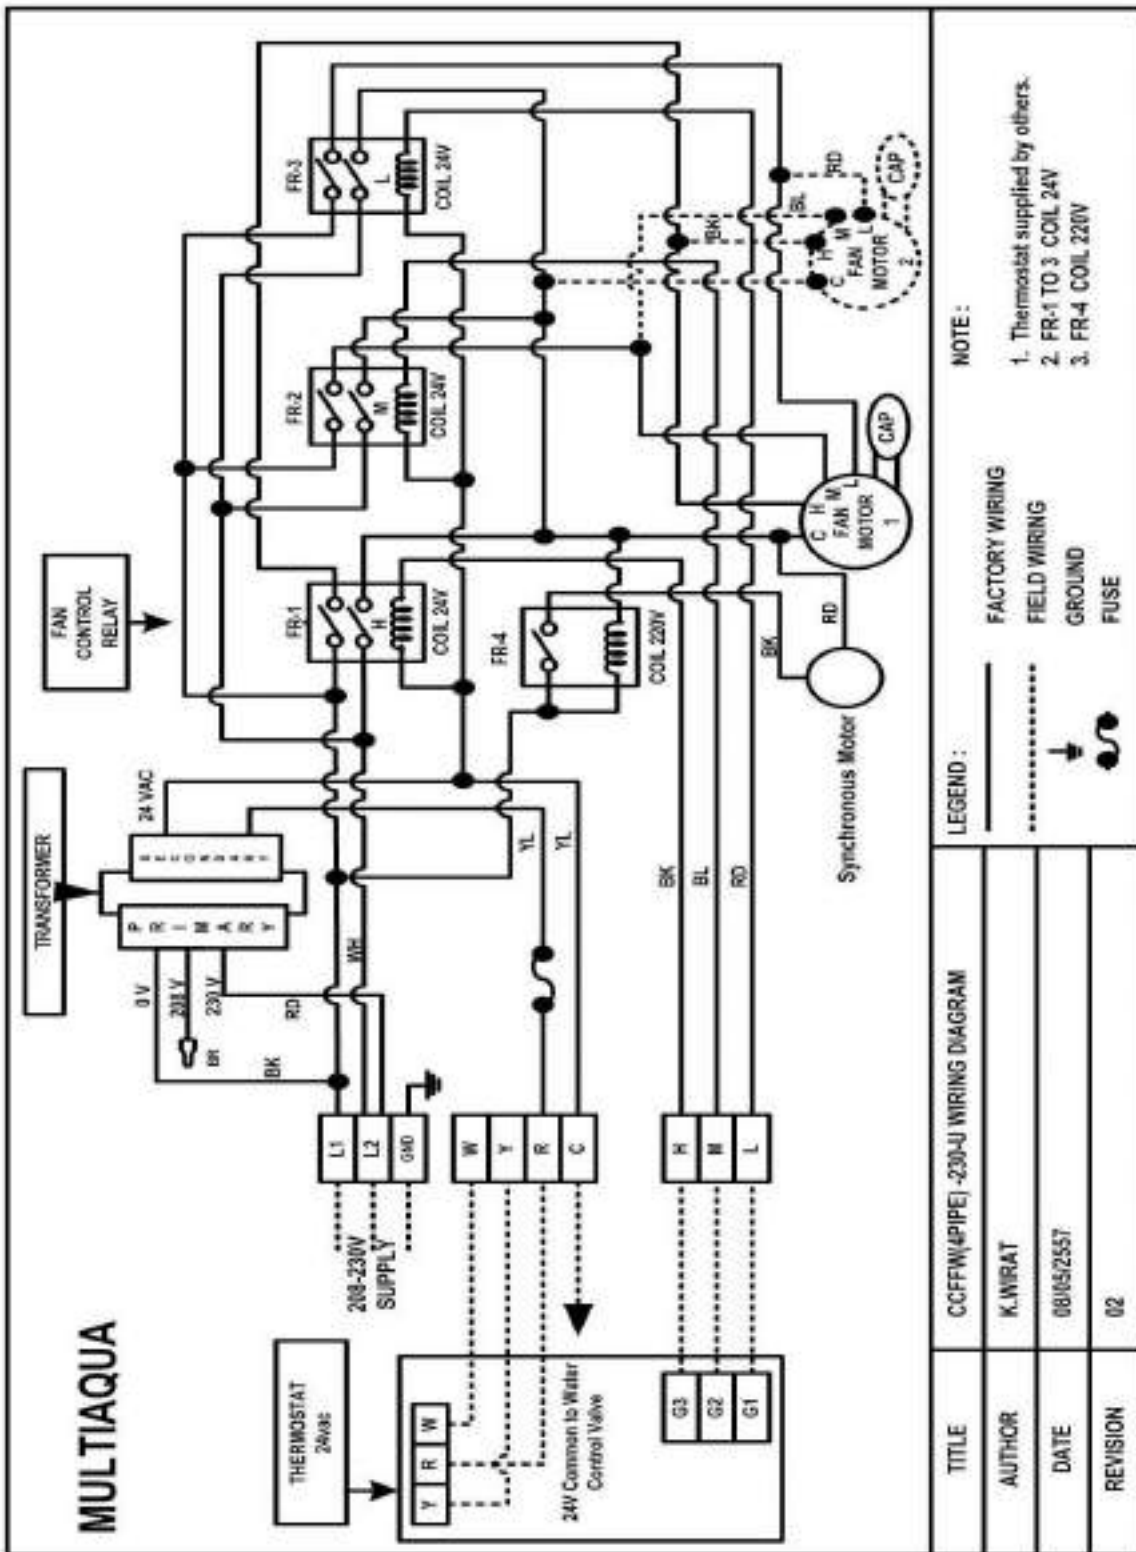 MULTIAQUA
THERMOSTAT
24vac
Y R W
24V Common to Water
Control Valve
G3
G2
G1
208-230V
SUPPLY
L1
L2
GND
W
Y
R
C
H
M
L
TRANSFORMER
PRIMARY
SECONDARY
0 V
208 V
230 V
BR
BK
RD
WH
24 VAC
YL
YL
BK
BL
RD
FAN
CONTROL
RELAY
FR-1
H
COIL 24V
FR-2
M
COIL 24V
FR-3
L
COIL 24V
FR-4
COIL 220V
BK
RD
Synchronous Motor
C H M L
FAN
MOTOR
1
CAP
BK
BL
RD
C H M L
FAN
MOTOR
2
CAP
TITLE
CCFFW(4PIPE) -230-U WIRING DIAGRAM
AUTHOR
K.WIRAT
DATE
08/05/2557
REVISION
02
LEGEND :
FACTORY WIRING
FIELD WIRING
GROUND
FUSE
NOTE :
1. Thermostat supplied by others.
2. FR-1 TO 3 COIL 24V
3. FR-4 COIL 220V